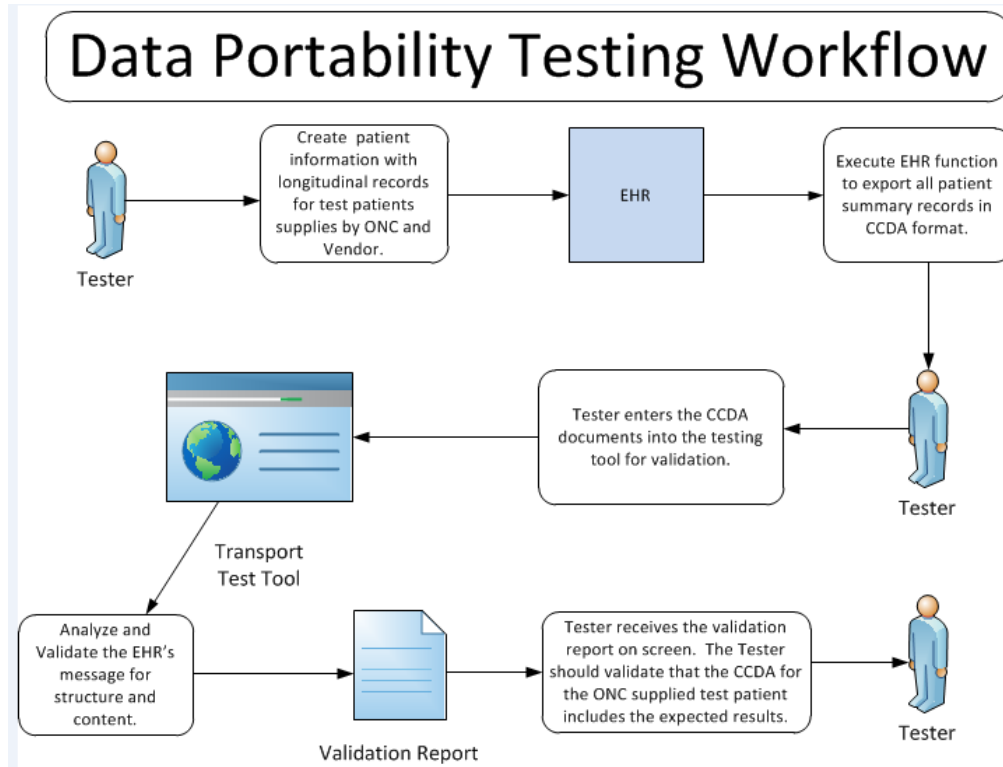 Data Portability Testing Workflow
Create patient
information with
longitudinal records
for test patients
supplies by ONC and
Vendor.
EHR
Execute EHR function
to export all patient
summary records in
CCDA format.
Tester
Tester enters the CCDA
documents into the testing
tool for validation.
Tester
Transport
Test Tool
Analyze and
Validate the EHR's
message for
structure and
content.
Validation Report
Tester receives the validation
report on screen. The Tester
should validate that the CCDA for
the ONC supplied test patient
includes the expected results.
Tester